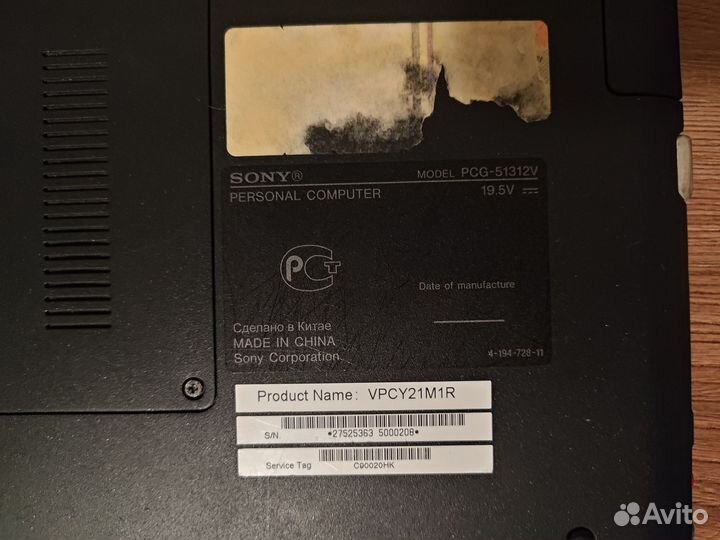 SONY® MODEL PCG-51312V
PERSONAL COMPUTER 19.5V
РСТ
Date of manufacture
Сделано в Китае
MADE IN CHINA
Sony Corporation
4-194-728-11
Product Name: VPCY21M1R
S/N. *27525363 5000208*
Service Tag C90020HK
Avito